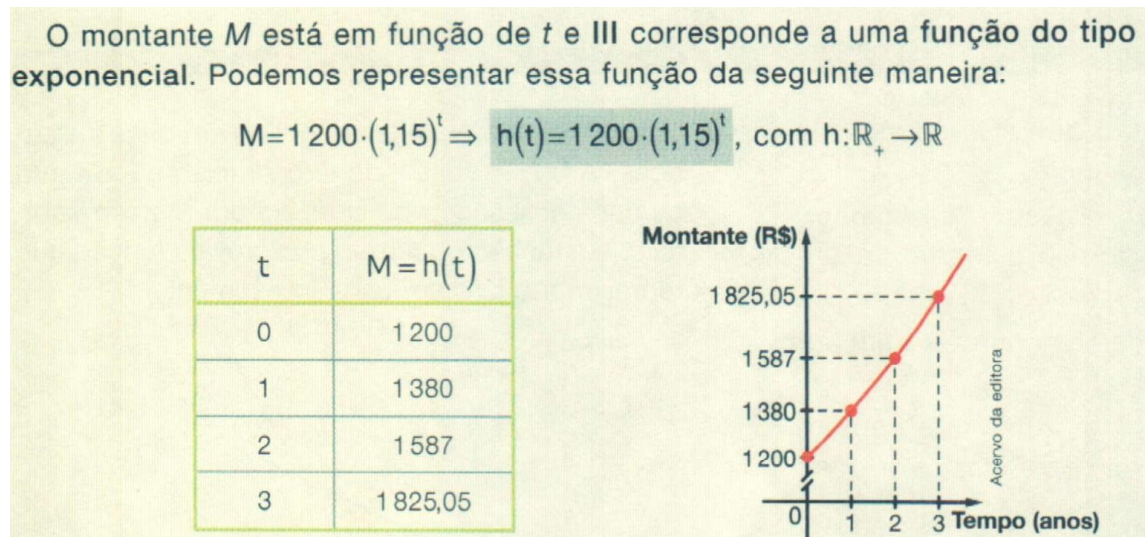 O montante M está em função de t e III corresponde a uma função do tipo
exponencial. Podemos representar essa função da seguinte maneira:
M=1 200·(1,15)^t ⇒ h(t)=1 200·(1,15)^t, com h:ℝ₊→ℝ
t M=h(t)
0 1 200
1 1 380
2 1 587
3 1 825,05
Montante (R$)
1 825,05
1 587
1 380
1 200
0 1 2 3 Tempo (anos)
Acervo da editora